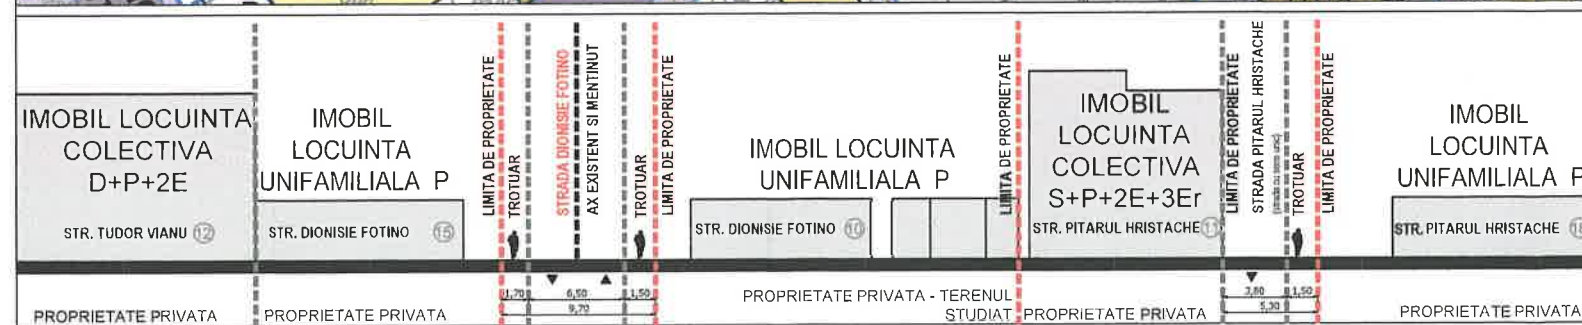 IMOBIL LOCUINTA
COLECTIVA
D+P+2E
STR. TUDOR VIANU 12
IMOBIL
LOCUINTA
UNIFAMILIALA P
STR. DIONISIE FOTINO 15
LIMITA DE PROPRIETATE
TROTUAR
STRADA DIONISIE FOTINO
AX EXISTENT SI MENTINUT
TROTUAR
LIMITA DE PROPRIETATE
IMOBIL LOCUINTA
UNIFAMILIALA P
STR. DIONISIE FOTINO 10
LIMITA DE PROPRIETATE
IMOBIL
LOCUINTA
COLECTIVA
S+P+2E+3Er
STR. PITARUL HRISTACHE 11
LIMITA DE PROPRIETATE
STRADA PITARUL HRISTACHE
TROTUAR
LIMITA DE PROPRIETATE
IMOBIL
LOCUINTA
UNIFAMILIALA P
STR. PITARUL HRISTACHE
1,70 6,50 1,50
9,70
3,80 1,50
5,30
PROPRIETATE PRIVATA
PROPRIETATE PRIVATA
PROPRIETATE PRIVATA - TERENUL
STUDIAT
PROPRIETATE PRIVATA
PROPRIETATE PRIVATA